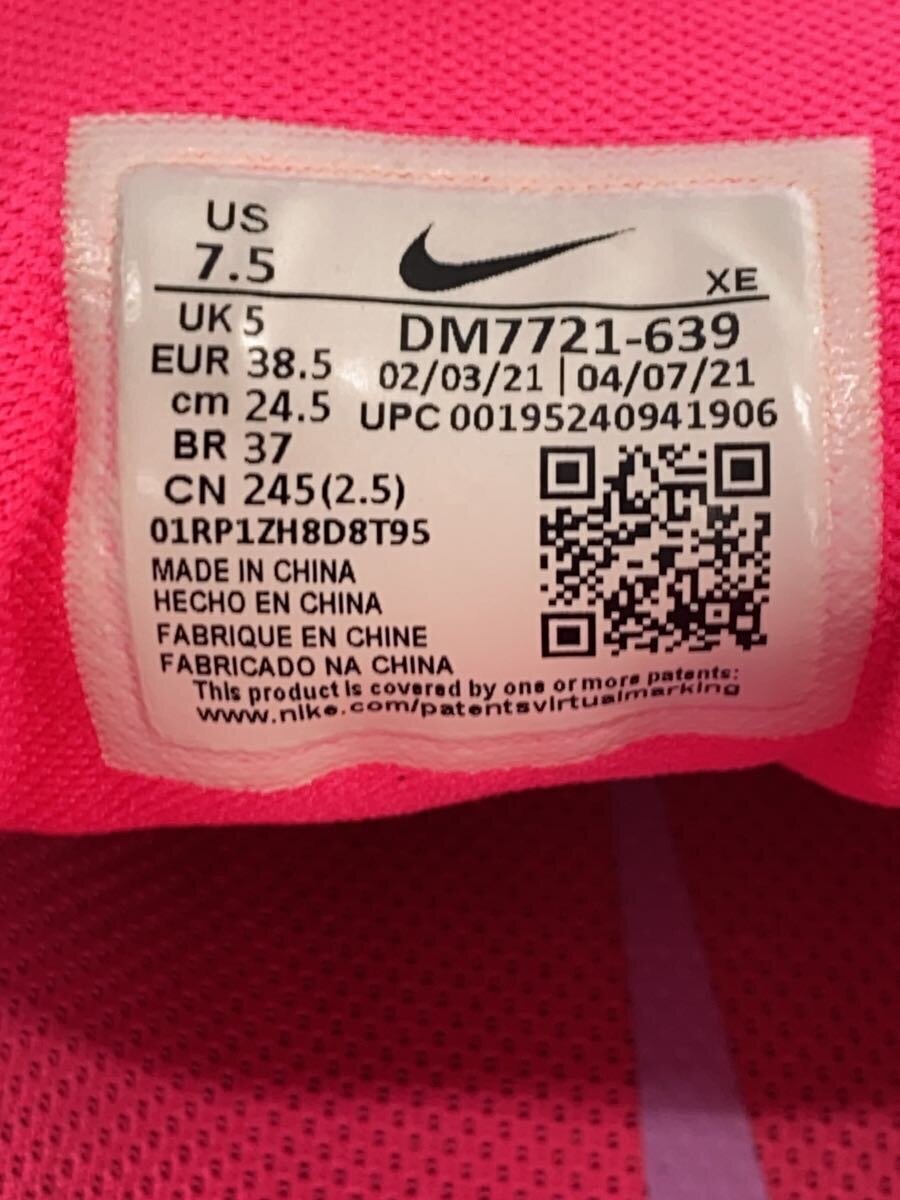 US
7.5
XE
UK 5
DM7721-639
EUR 38.5
02/03/21 | 04/07/21
cm 24.5
UPC 00195240941906
BR 37
CN 245(2.5)
01RP1ZH8D8T95
MADE IN CHINA
HECHO EN CHINA
FABRIQUE EN CHINE
FABRICADO NA CHINA
This product is covered by one or more patents:
www.nike.com/patentsvirtualmarking